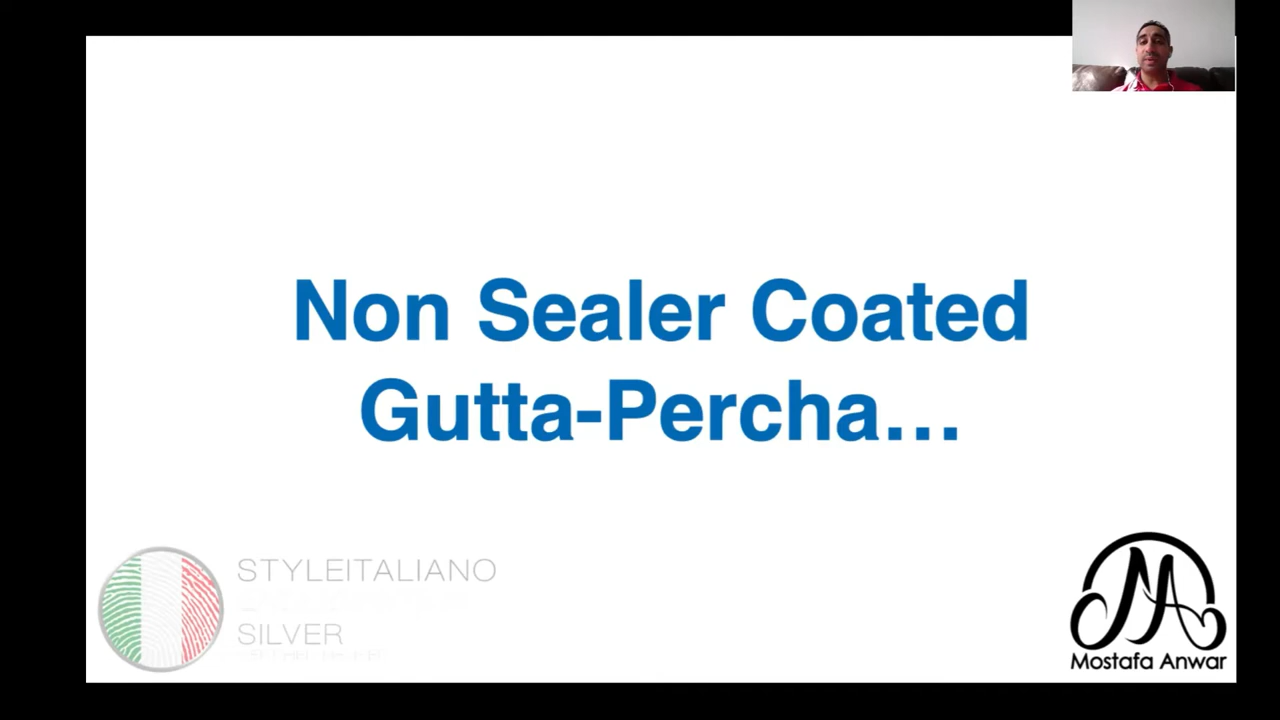 Non Sealer Coated
Gutta-Percha...
STYLEITALIANO
SILVER
Mostafa Anwar